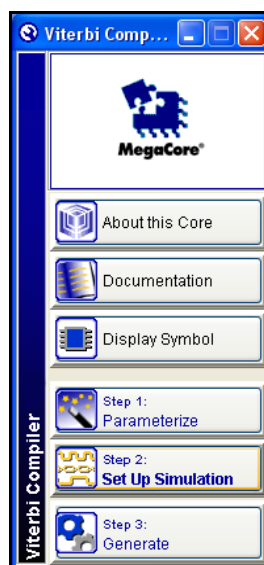 Viterbi Comp...
MegaCore®
About this Core
Documentation
Display Symbol
Step 1:
Parameterize
Step 2:
Set Up Simulation
Step 3:
Generate
Viterbi Compiler